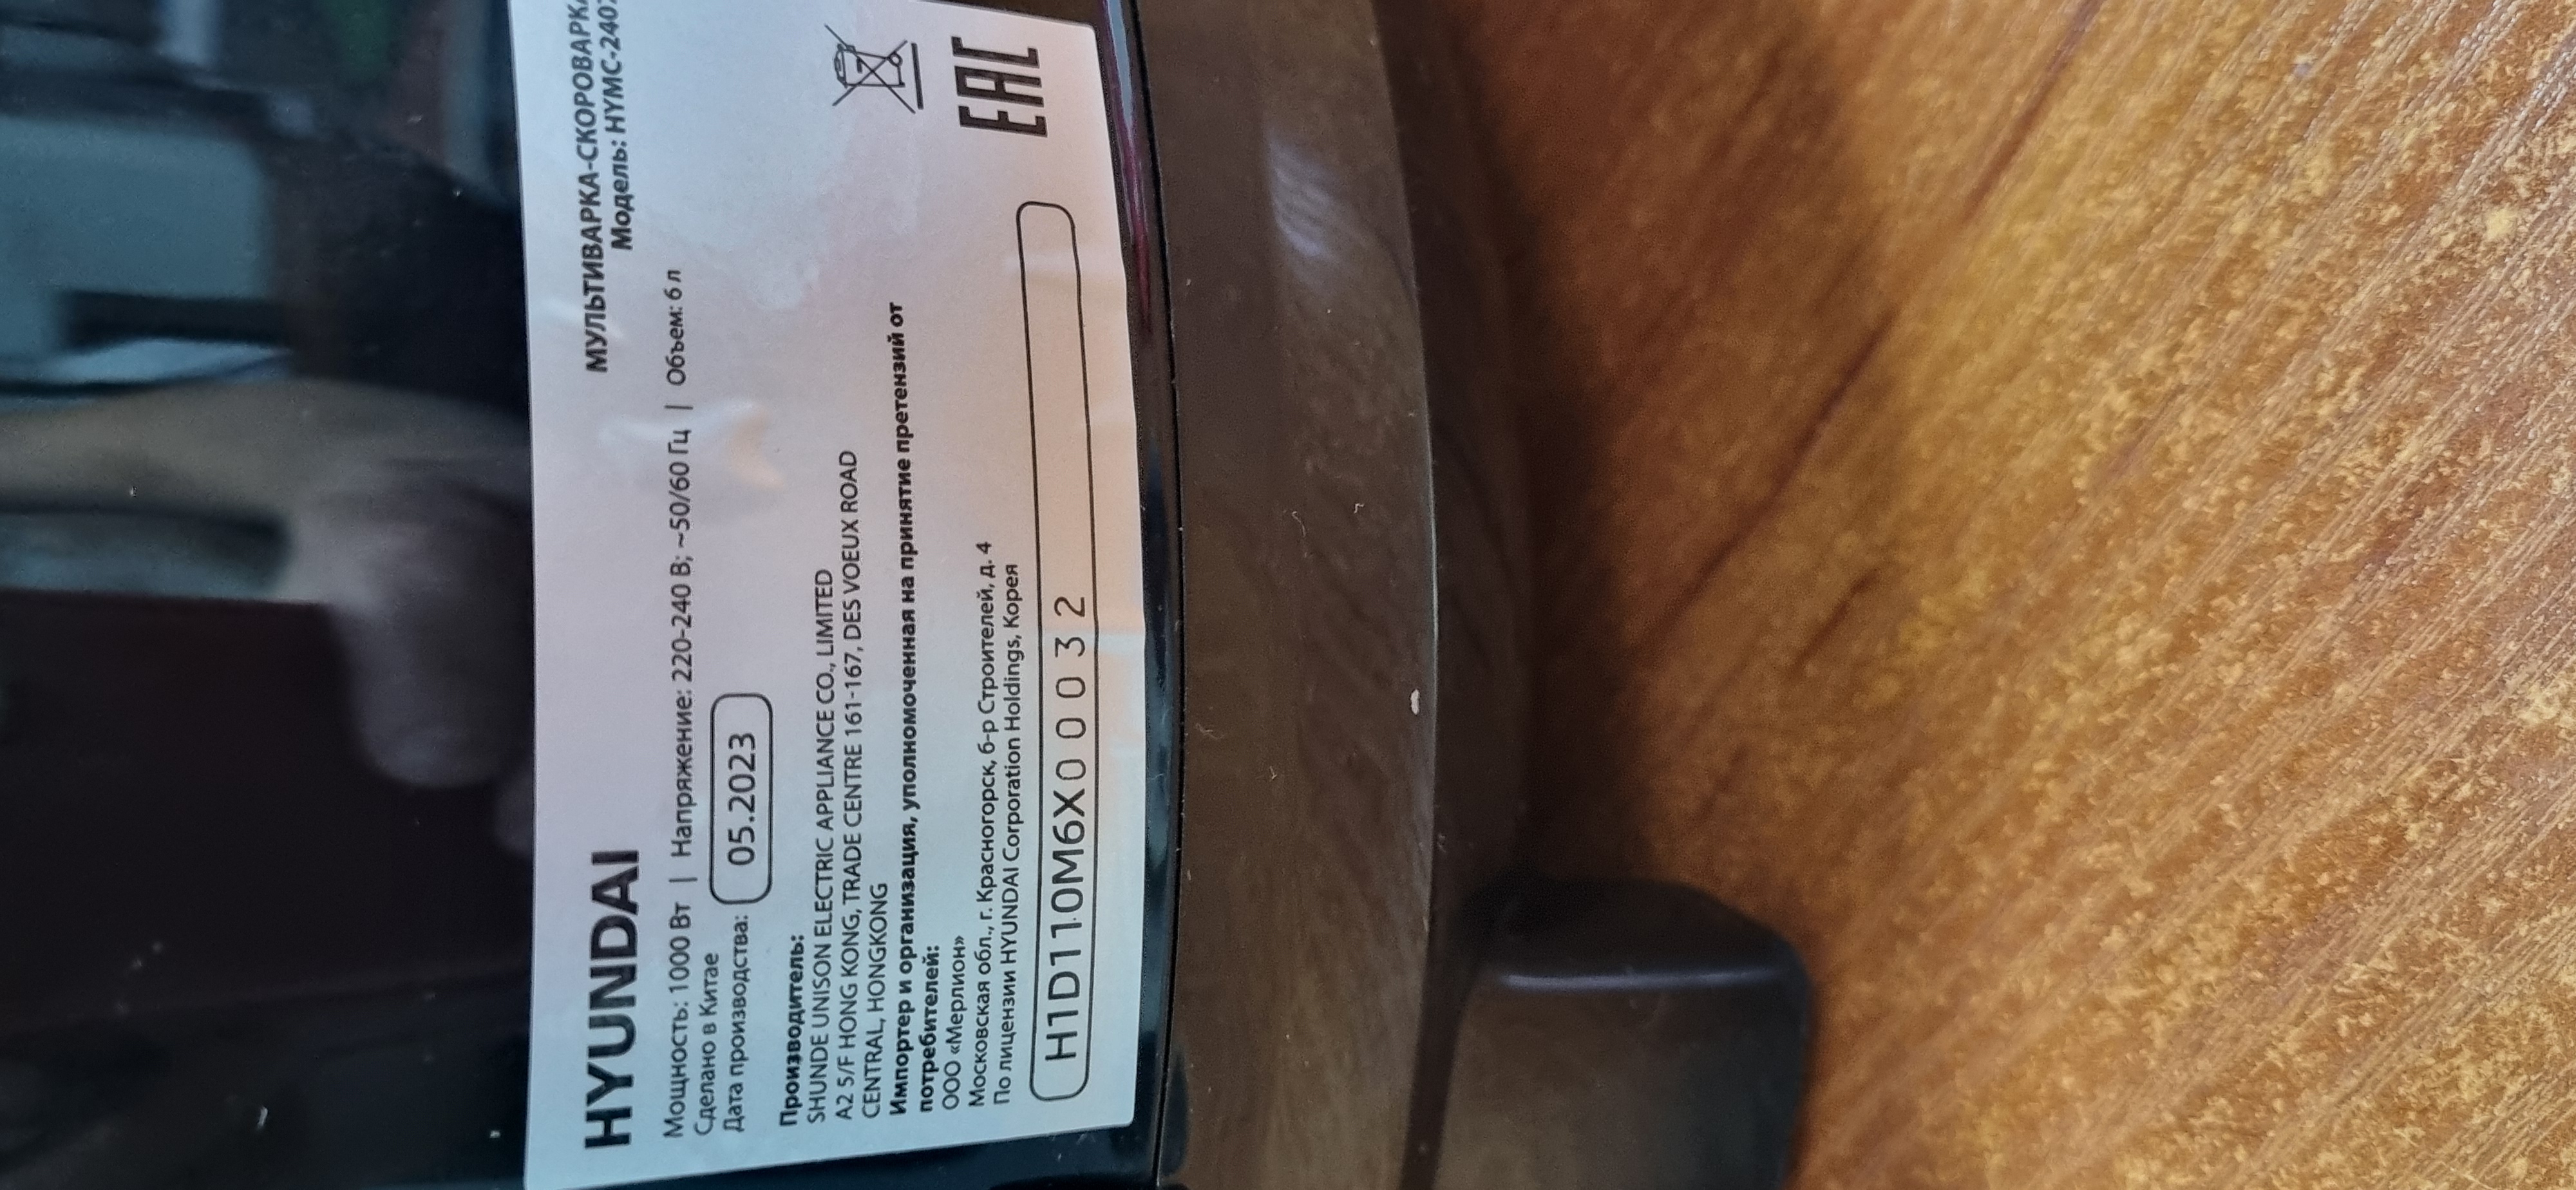 HYUNDAI
МУЛЬТИВАРКА-СКОРОВАРКА
Модель: HYMC-2407
Мощность: 1000 Вт | Напряжение: 220-240 В; ~50/60 Гц | Объем: 6 л
Сделано в Китае
Дата производства: 05.2023
Производитель:
SHUNDE UNISON ELECTRIC APPLIANCE CO., LIMITED
A2 5/F HONG KONG, TRADE CENTRE 161-167, DES VOEUX ROAD
CENTRAL, HONGKONG
Импортер и организация, уполномоченная на принятие претензий от
потребителей:
ООО «Мерлион»
Московская обл., г. Красногорск, б-р Строителей, д. 4
По лицензии HYUNDAI Corporation Holdings, Корея
H1D110M6X00032
EAC